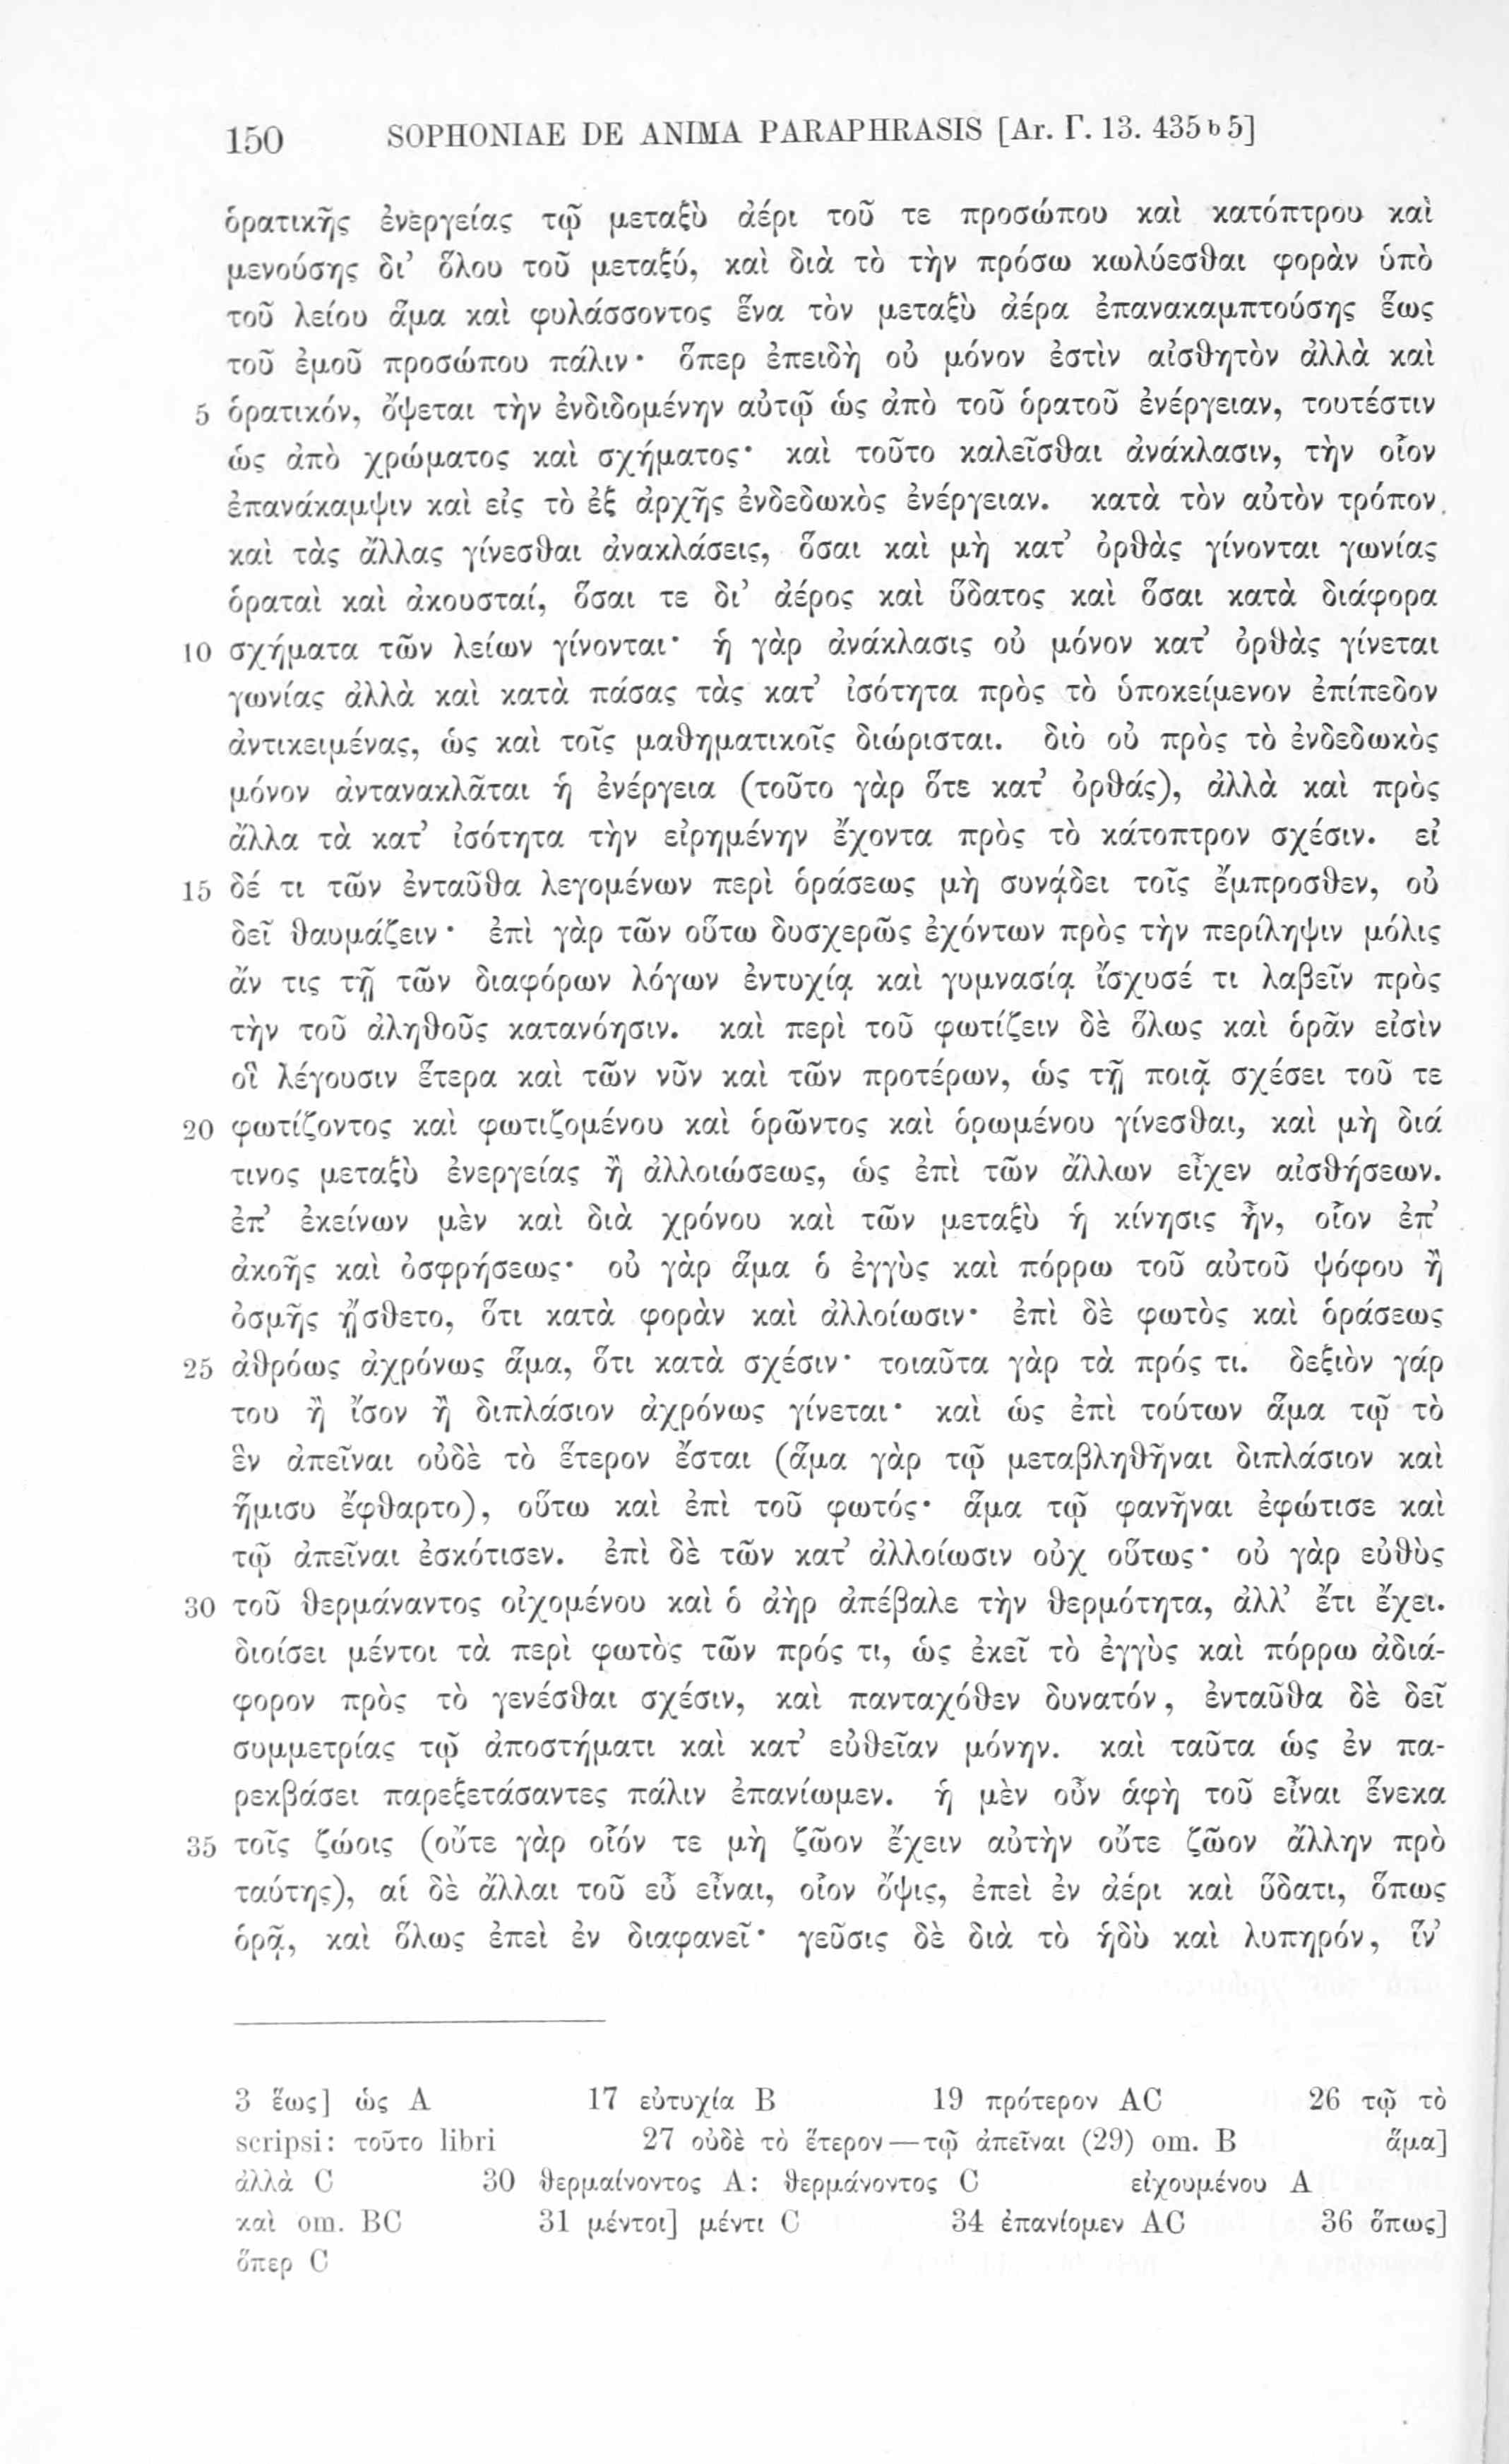 150 SOPHONIAE DE ANIMA PARAPHRASIS [Ar. Γ. 13. 435 b 5]
ὁρατικῆς ἐνεργείας τῷ μεταξὺ ἀέρι τοῦ τε προσώπου καὶ κατόπτρου καὶ
μενούσης δι’ ὅλου τοῦ μεταξύ, καὶ διὰ τὸ τὴν πρόσω κωλύεσθαι φορὰν ὑπὸ
τοῦ λείου ἅμα καὶ φυλάσσοντος ἕνα τὸν μεταξὺ ἀέρα ἐπανακαμπτούσης ἕως
τοῦ ἐμοῦ προσώπου πάλιν· ὅπερ ἐπειδὴ οὐ μόνον ἐστὶν αἰσθητὸν ἀλλὰ καὶ
5 ὁρατικόν, ὄψεται τὴν ἐνδιδομένην αὐτῷ ὡς ἀπὸ τοῦ ὁρατοῦ ἐνέργειαν, τουτέστιν
ὡς ἀπὸ χρώματος καὶ σχήματος· καὶ τοῦτο καλεῖσθαι ἀνάκλασιν, τὴν οἷον
ἐπανάκαμψιν καὶ εἰς τὸ ἐξ ἀρχῆς ἐνδεδωκὸς ἐνέργειαν. κατὰ τὸν αὐτὸν τρόπον
καὶ τὰς ἄλλας γίνεσθαι ἀνακλάσεις, ὅσαι καὶ μὴ κατ’ ὀρθὰς γίνονται γωνίας
ὁραταὶ καὶ ἀκουσταί, ὅσαι τε δι’ ἀέρος καὶ ὕδατος καὶ ὅσαι κατὰ διάφορα
10 σχήματα τῶν λείων γίνονται· ἡ γὰρ ἀνάκλασις οὐ μόνον κατ’ ὀρθὰς γίνεται
γωνίας ἀλλὰ καὶ κατὰ πάσας τὰς κατ’ ἰσότητα πρὸς τὸ ὑποκείμενον ἐπίπεδον
ἀντικειμένας, ὡς καὶ τοῖς μαθηματικοῖς διώρισται. διὸ οὐ πρὸς τὸ ἐνδεδωκὸς
μόνον ἀντανακλᾶται ἡ ἐνέργεια (τοῦτο γὰρ ὅτε κατ’ ὀρθάς), ἀλλὰ καὶ πρὸς
ἄλλα τὰ κατ’ ἰσότητα τὴν εἰρημένην ἔχοντα πρὸς τὸ κάτοπτρον σχέσιν. εἰ
15 δέ τι τῶν ἐνταῦθα λεγομένων περὶ ὁράσεως μὴ συνᾴδει τοῖς ἔμπροσθεν, οὐ
δεῖ θαυμάζειν· ἐπὶ γὰρ τῶν οὕτω δυσχερῶς ἐχόντων πρὸς τὴν περίληψιν μόλις
ἄν τις τῇ τῶν διαφόρων λόγων ἐντυχίᾳ καὶ γυμνασίᾳ ἴσχυσέ τι λαβεῖν πρὸς
τὴν τοῦ ἀληθοῦς κατανόησιν. καὶ περὶ τοῦ φωτίζειν δὲ ὅλως καὶ ὁρᾶν εἰσὶν
οἳ λέγουσιν ἕτερα καὶ τῶν νῦν καὶ τῶν προτέρων, ὡς τῇ ποιᾷ σχέσει τοῦ τε
20 φωτίζοντος καὶ φωτιζομένου καὶ ὁρῶντος καὶ ὁρωμένου γίνεσθαι, καὶ μὴ διά
τινος μεταξὺ ἐνεργείας ἢ ἀλλοιώσεως, ὡς ἐπὶ τῶν ἄλλων εἶχεν αἰσθήσεων.
ἐπ’ ἐκείνων μὲν καὶ διὰ χρόνου καὶ τῶν μεταξὺ ἡ κίνησις ἦν, οἷον ἐπ’
ἀκοῆς καὶ ὀσφρήσεως· οὐ γὰρ ἅμα ὁ ἐγγὺς καὶ πόρρω τοῦ αὐτοῦ ψόφου ἢ
ὀσμῆς ᾔσθετο, ὅτι κατὰ φορὰν καὶ ἀλλοίωσιν· ἐπὶ δὲ φωτὸς καὶ ὁράσεως
25 ἀθρόως ἀχρόνως ἅμα, ὅτι κατὰ σχέσιν· τοιαῦτα γὰρ τὰ πρός τι. δεξιὸν γάρ
του ἢ ἴσον ἢ διπλάσιον ἀχρόνως γίνεται· καὶ ὡς ἐπὶ τούτων ἅμα τῷ τὸ
ἓν ἀπεῖναι οὐδὲ τὸ ἕτερον ἔσται (ἅμα γὰρ τῷ μεταβληθῆναι διπλάσιον καὶ
ἥμισυ ἔφθαρτο), οὕτω καὶ ἐπὶ τοῦ φωτός· ἅμα τῷ φανῆναι ἐφώτισε καὶ
τῷ ἀπεῖναι ἐσκότισεν. ἐπὶ δὲ τῶν κατ’ ἀλλοίωσιν οὐχ οὕτως· οὐ γὰρ εὐθὺς
30 τοῦ θερμάναντος οἰχομένου καὶ ὁ ἀὴρ ἀπέβαλε τὴν θερμότητα, ἀλλ’ ἔτι ἔχει.
διοίσει μέντοι τὰ περὶ φωτὸς τῶν πρός τι, ὡς ἐκεῖ τὸ ἐγγὺς καὶ πόρρω ἀδιά-
φορον πρὸς τὸ γενέσθαι σχέσιν, καὶ πανταχόθεν δυνατόν, ἐνταῦθα δὲ δεῖ
συμμετρίας τῷ ἀποστήματι καὶ κατ’ εὐθεῖαν μόνην. καὶ ταῦτα ὡς ἐν πα-
ρεκβάσει παρεξετάσαντες πάλιν ἐπανίωμεν. ἡ μὲν οὖν ἁφὴ τοῦ εἶναι ἕνεκα
35 τοῖς ζώοις (οὔτε γὰρ οἷόν τε μὴ ζῶον ἔχειν αὐτὴν οὔτε ζῶον ἄλλην πρὸ
ταύτης), αἱ δὲ ἄλλαι τοῦ εὖ εἶναι, οἷον ὄψις, ἐπεὶ ἐν ἀέρι καὶ ὕδατι, ὅπως
ὁρᾷ, καὶ ὅλως ἐπεὶ ἐν διαφανεῖ· γεῦσις δὲ διὰ τὸ ἡδὺ καὶ λυπηρόν, ἵν’
3 ἕως] ὡς A 17 εὐτυχία B 19 πρότερον AC 26 τῷ τὸ
scripsi: τοῦτο libri 27 οὐδὲ τὸ ἕτερον — τῷ ἀπεῖναι (29) om. B ἅμα]
ἀλλὰ C 30 θερμαίνοντος A: θερμάνοντος C εἰχουμένου A
καὶ om. BC 31 μέντοι] μέντι C 34 ἐπανίομεν AC 36 ὅπως]
ὅπερ C